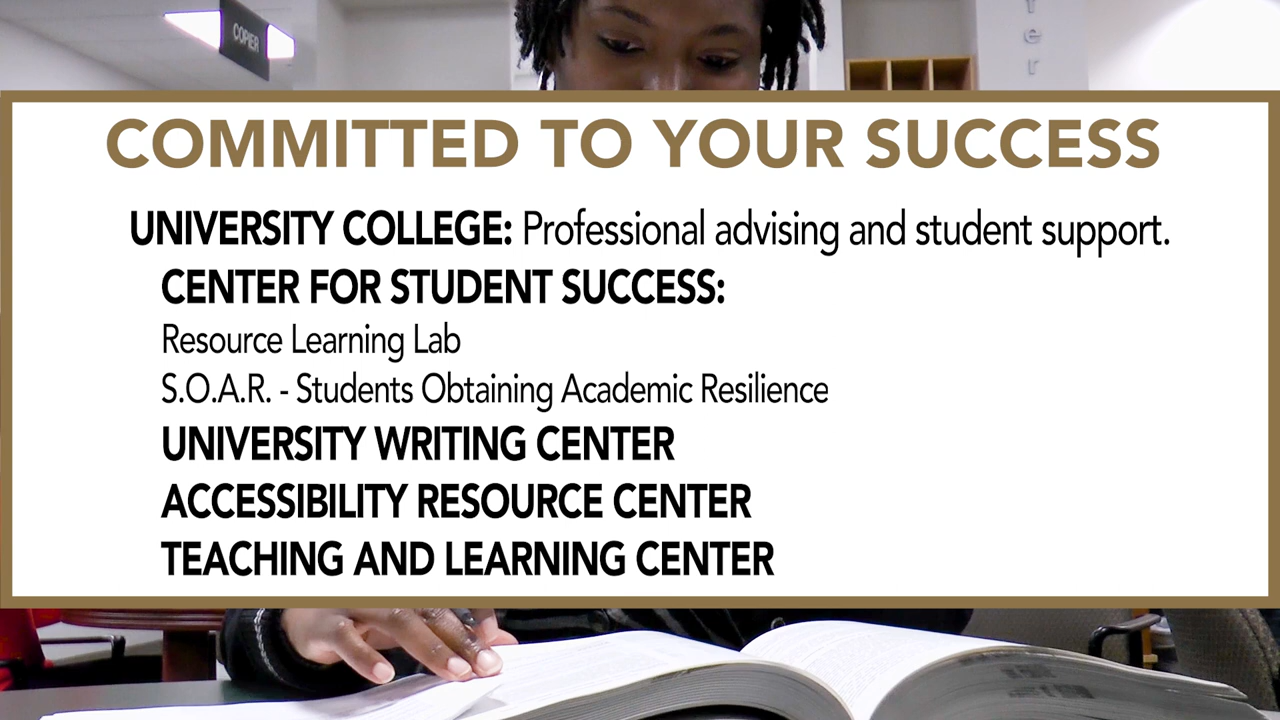 COPIER
e
r
COMMITTED TO YOUR SUCCESS
UNIVERSITY COLLEGE: Professional advising and student support.
CENTER FOR STUDENT SUCCESS:
Resource Learning Lab
S.O.A.R. - Students Obtaining Academic Resilience
UNIVERSITY WRITING CENTER
ACCESSIBILITY RESOURCE CENTER
TEACHING AND LEARNING CENTER